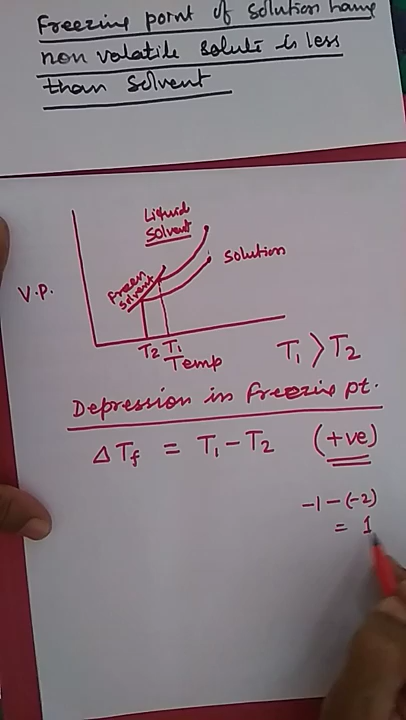 Freezing point of solution having
non volatile solute is less
than solvent
Liquid
solvent
solution
Frozen
solvent
V.P.
T2 T1
Temp
T1 > T2
Depression in freezing pt.
ΔTf = T1 - T2 (+ve)
-1 - (-2)
= 1